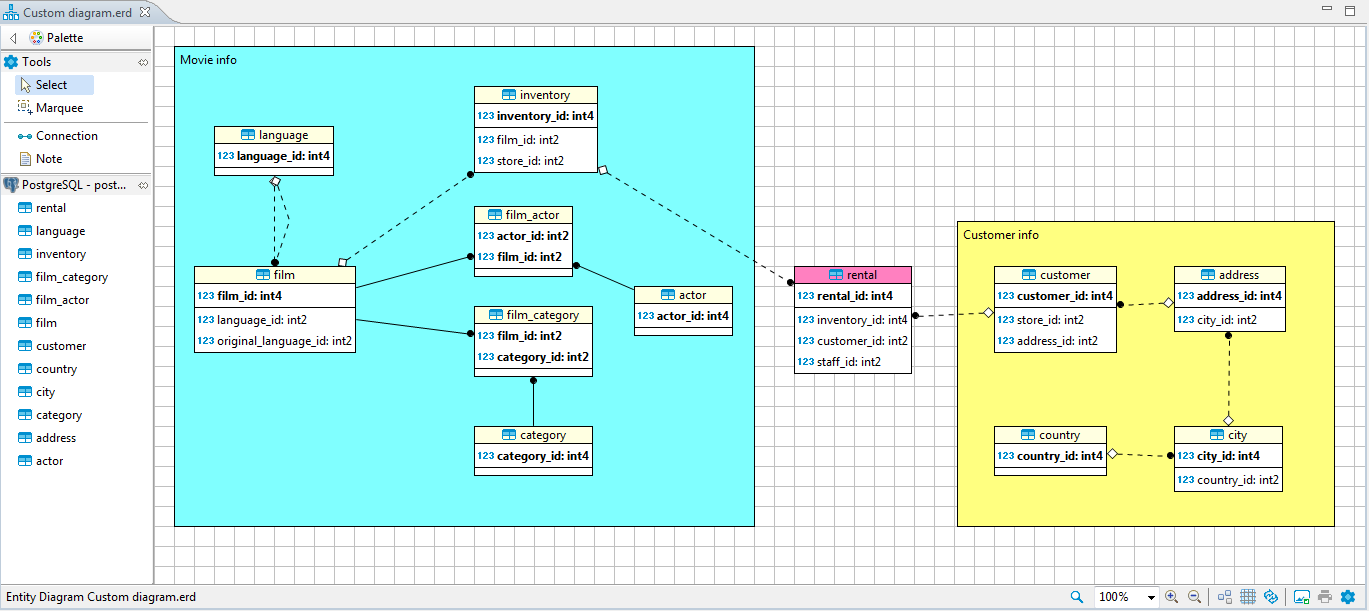 Custom diagram.erd
Palette
Tools
Select
Marquee
Connection
Note
PostgreSQL - post...
rental
language
inventory
film_category
film_actor
film
customer
country
city
category
address
actor
Movie info
language
123 language_id: int4
inventory
123 inventory_id: int4
123 film_id: int2
123 store_id: int2
film_actor
123 actor_id: int2
123 film_id: int2
film
123 film_id: int4
123 language_id: int2
123 original_language_id: int2
actor
123 actor_id: int4
film_category
123 film_id: int2
123 category_id: int2
category
123 category_id: int4
rental
123 rental_id: int4
123 inventory_id: int4
123 customer_id: int2
123 staff_id: int2
Customer info
customer
123 customer_id: int4
123 store_id: int2
123 address_id: int2
address
123 address_id: int4
123 city_id: int2
country
123 country_id: int4
city
123 city_id: int4
123 country_id: int2
Entity Diagram Custom diagram.erd
100%